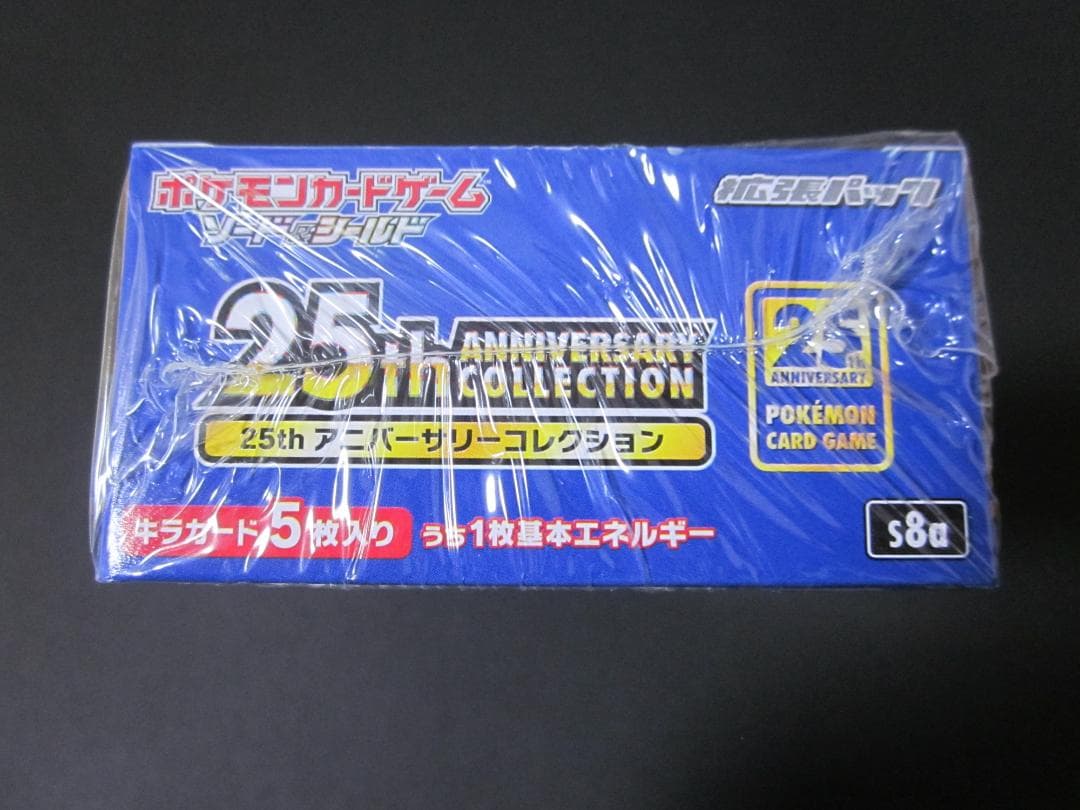 ポケモンカードゲーム
ソード&シールド
拡張パック
25th ANNIVERSARY
COLLECTION
25th アニバーサリーコレクション
25th
ANNIVERSARY
POKÉMON
CARD GAME
キラカード5枚入り うち1枚基本エネルギー
S8a